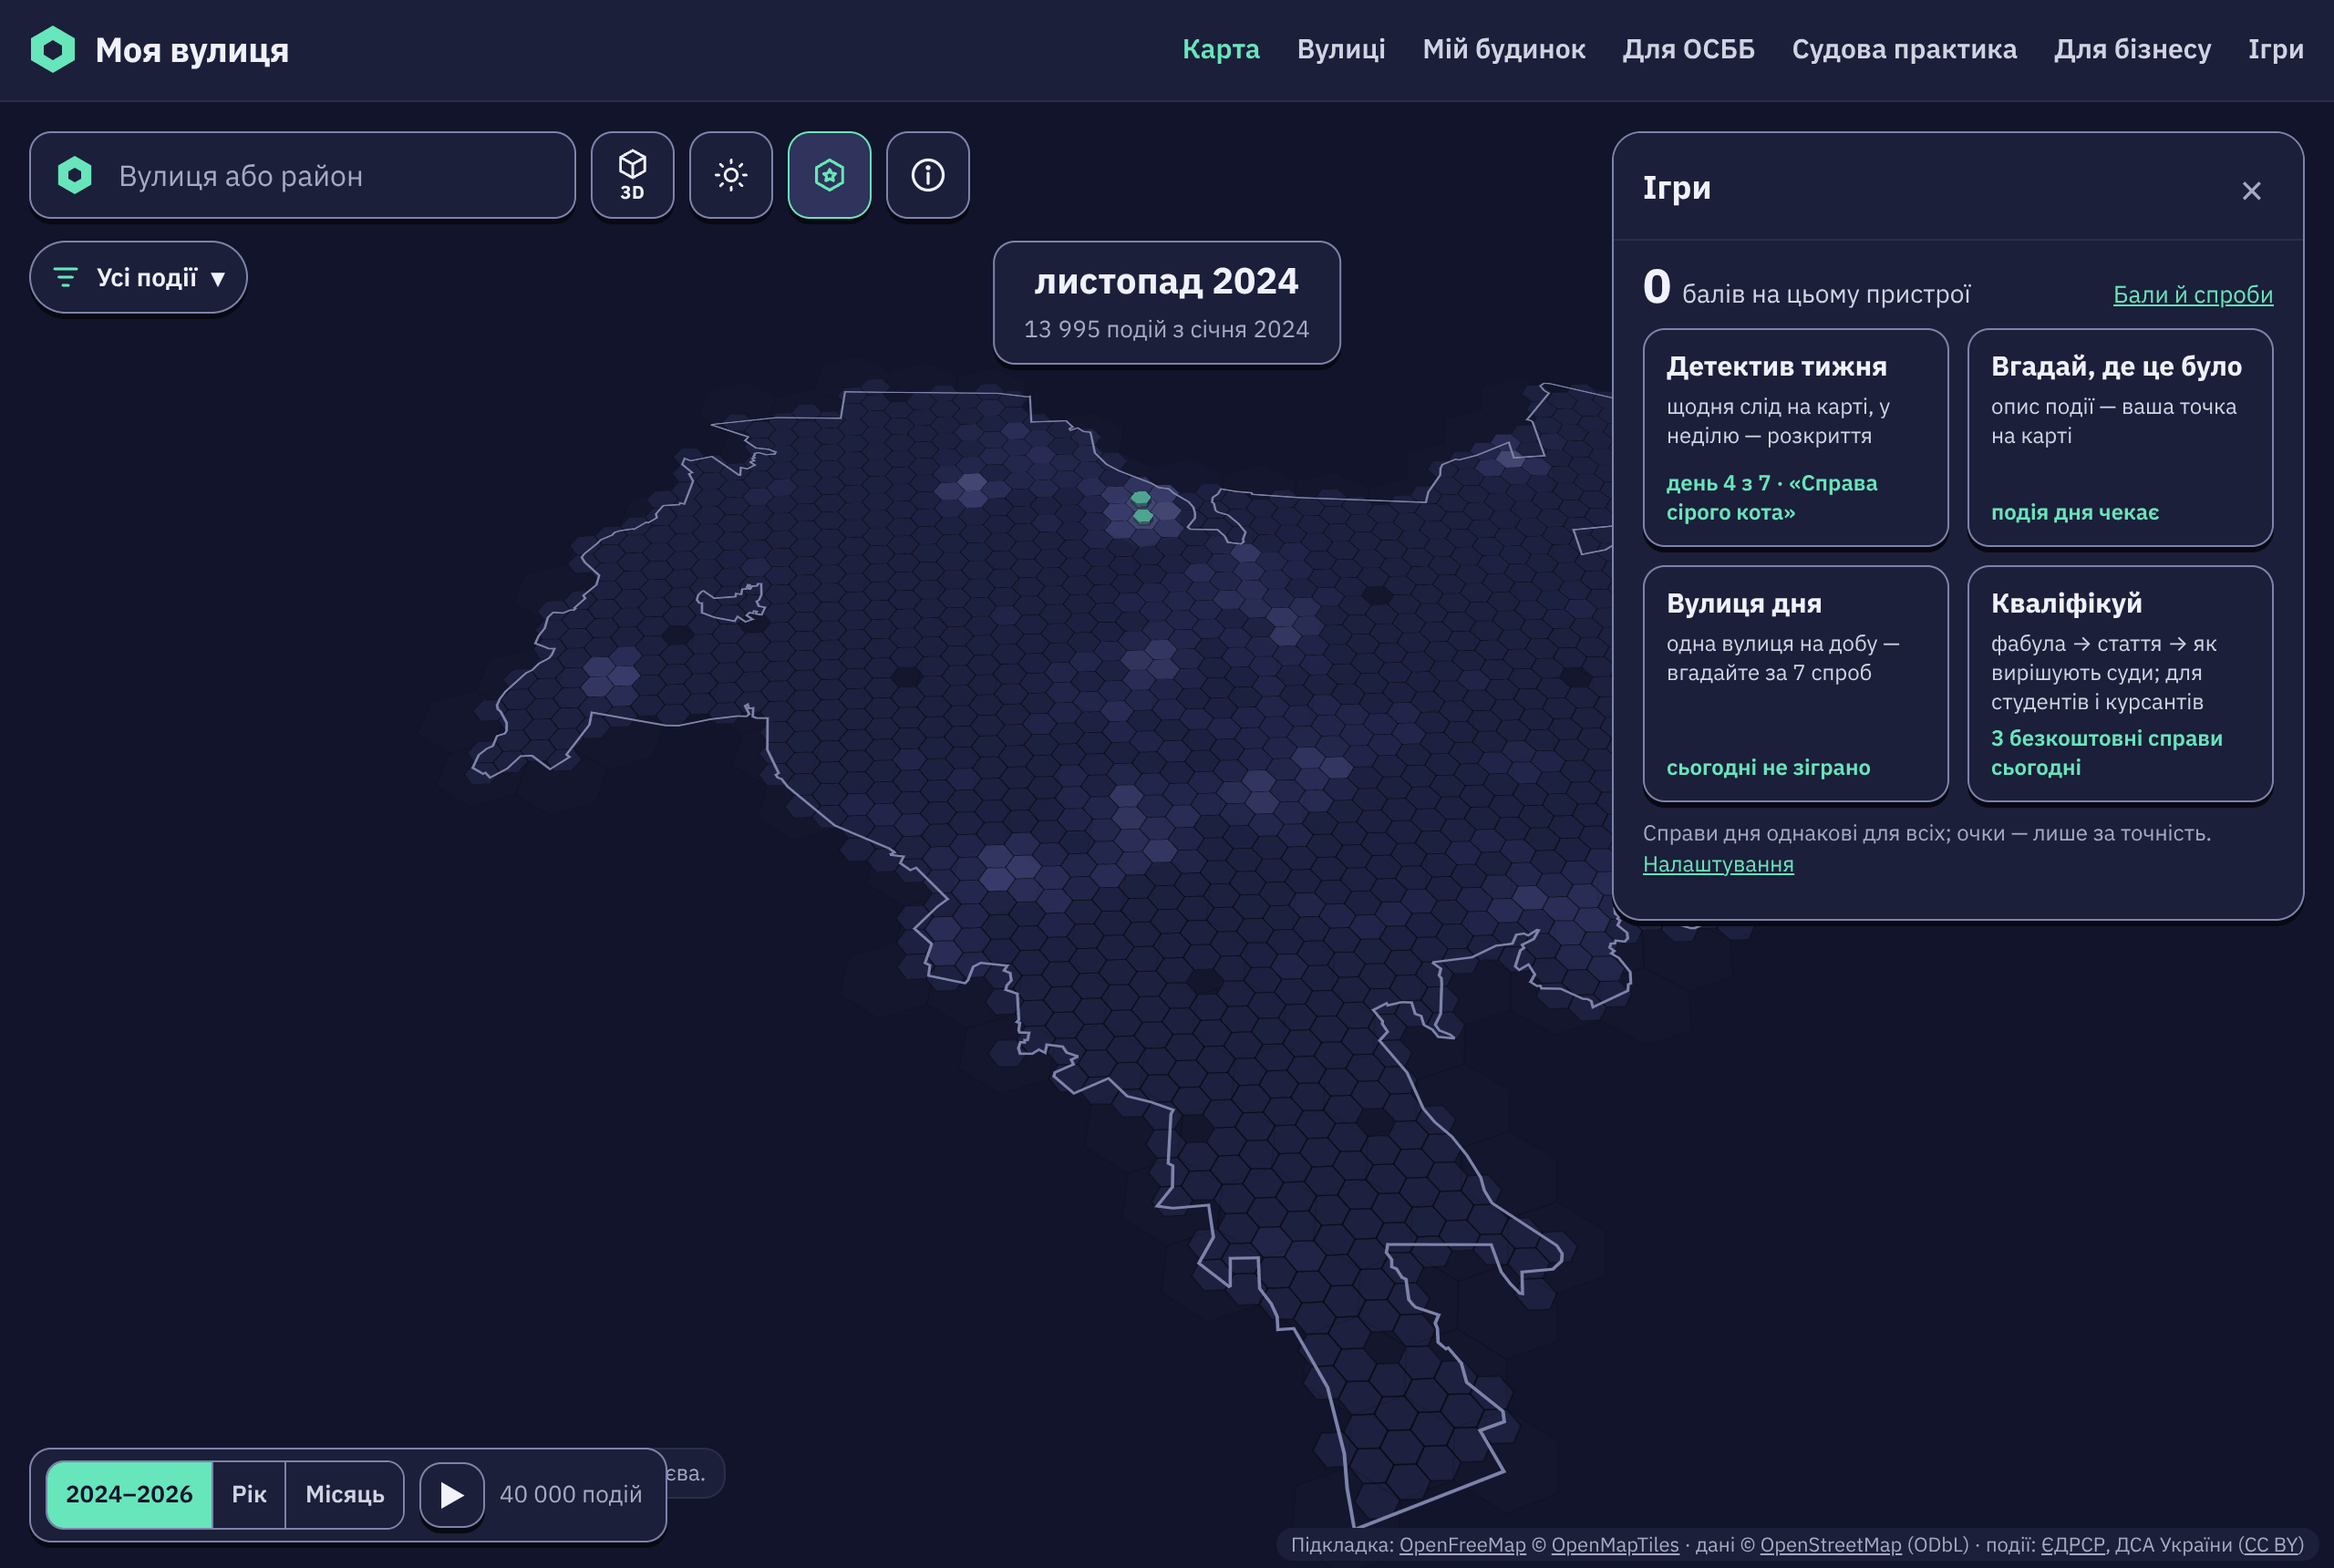 Моя вулиця
Карта
Вулиці
Мій будинок
Для ОСББ
Судова практика
Для бізнесу
Ігри
Вулиця або район
3D
Усі події ▼
листопад 2024
13 995 подій з січня 2024
Ігри
0 балів на цьому пристрої
Бали й спроби
Детектив тижня
щодня слід на карті, у
неділю — розкриття
день 4 з 7 · «Справа
сірого кота»
Вгадай, де це було
опис події — ваша точка
на карті
подія дня чекає
Вулиця дня
одна вулиця на добу —
вгадайте за 7 спроб
сьогодні не зіграно
Кваліфікуй
фабула → стаття → як
вирішують суди; для
студентів і курсантів
3 безкоштовні справи
сьогодні
Справи дня однакові для всіх; очки — лише за точність.
Налаштування
2024–2026
Рік
Місяць
40 000 подій
єва.
Підкладка: OpenFreeMap © OpenMapTiles · дані © OpenStreetMap (ODbL) · події: ЄДРСР, ДСА України (CC BY)